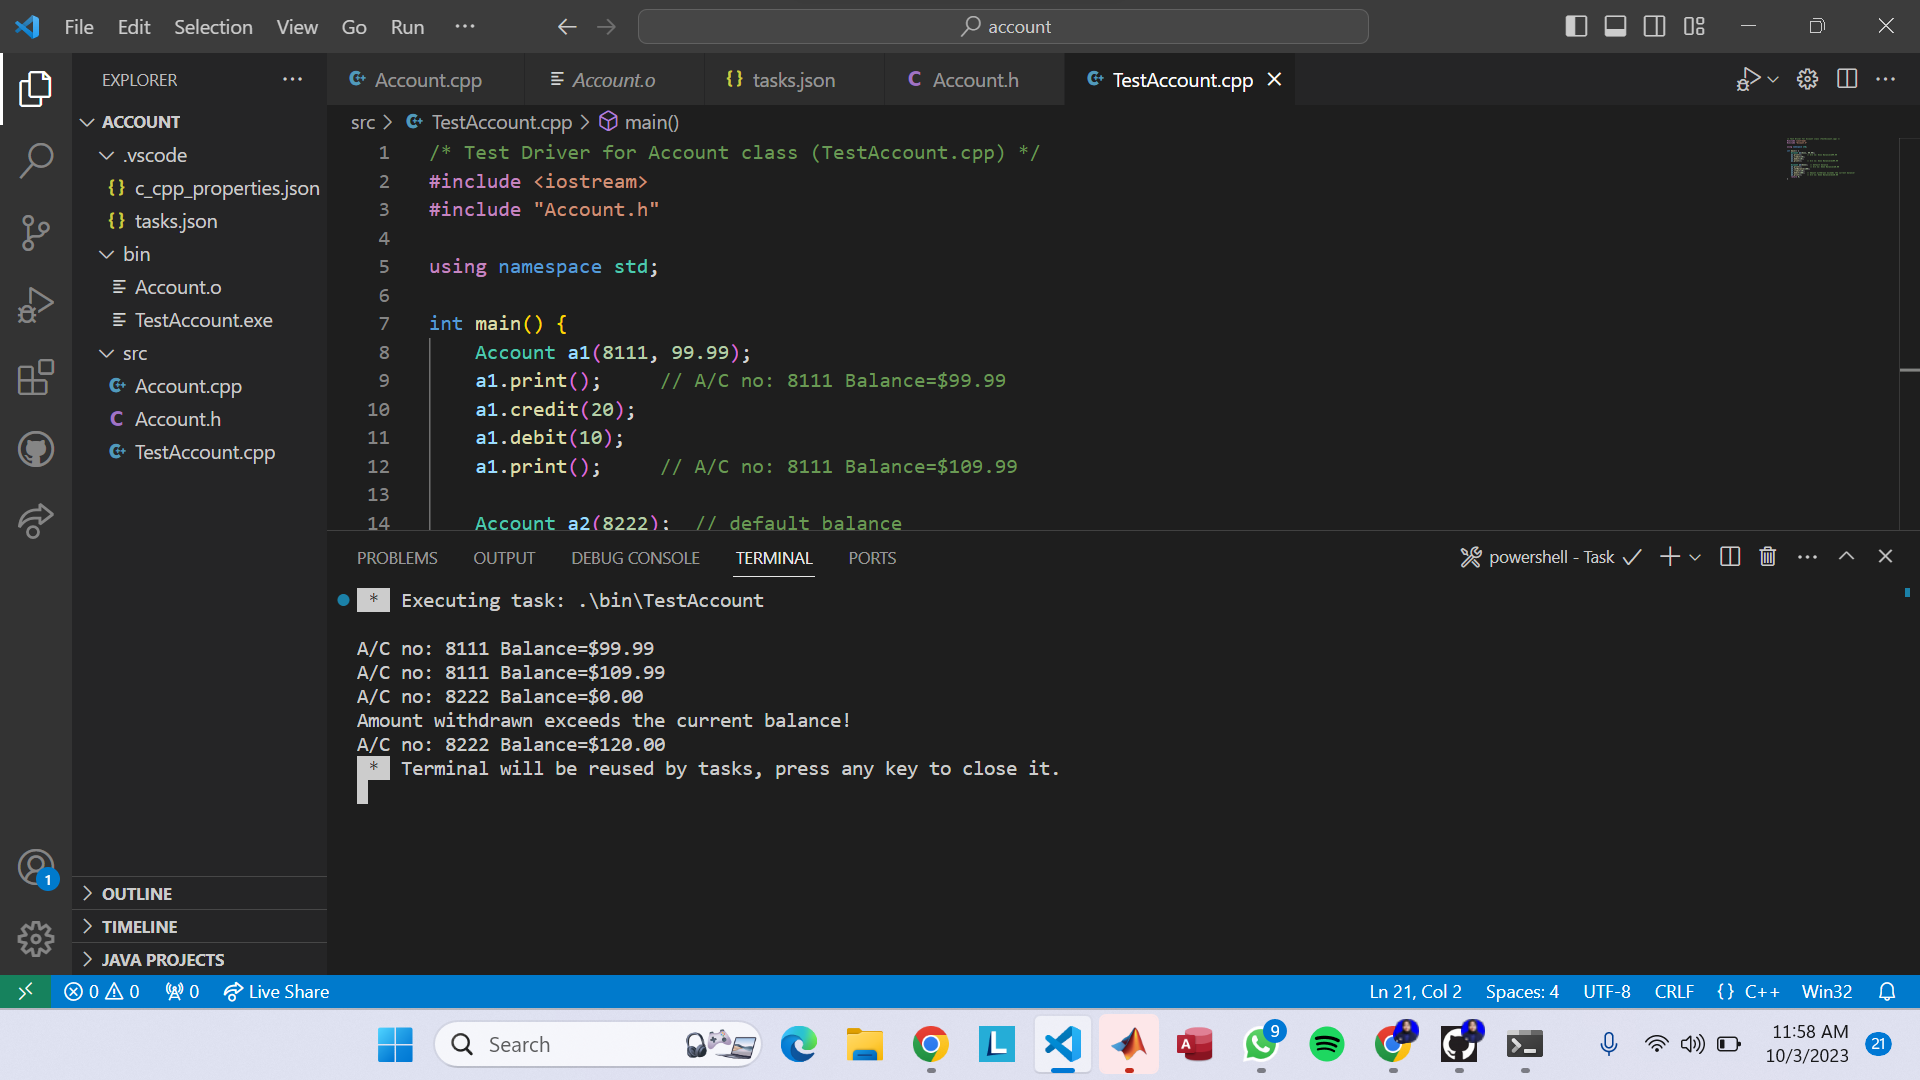 File Edit Selection View Go Run ··· account
EXPLORER ···
ACCOUNT
.vscode
{} c_cpp_properties.json
{} tasks.json
bin
Account.o
TestAccount.exe
src
Account.cpp
C Account.h
TestAccount.cpp
OUTLINE
TIMELINE
JAVA PROJECTS
Account.cpp Account.o {} tasks.json C Account.h TestAccount.cpp
src > TestAccount.cpp > main()
1 /* Test Driver for Account class (TestAccount.cpp) */
2 #include <iostream>
3 #include "Account.h"
4
5 using namespace std;
6
7 int main() {
8 Account a1(8111, 99.99);
9 a1.print(); // A/C no: 8111 Balance=$99.99
10 a1.credit(20);
11 a1.debit(10);
12 a1.print(); // A/C no: 8111 Balance=$109.99
13
14 Account a2(8222); // default balance
PROBLEMS OUTPUT DEBUG CONSOLE TERMINAL PORTS powershell - Task
* Executing task: .\bin\TestAccount
A/C no: 8111 Balance=$99.99
A/C no: 8111 Balance=$109.99
A/C no: 8222 Balance=$0.00
Amount withdrawn exceeds the current balance!
A/C no: 8222 Balance=$120.00
* Terminal will be reused by tasks, press any key to close it.
1
0 0 0 Live Share Ln 21, Col 2 Spaces: 4 UTF-8 CRLF {} C++ Win32
Search L A 9 11:58 AM
10/3/2023 21